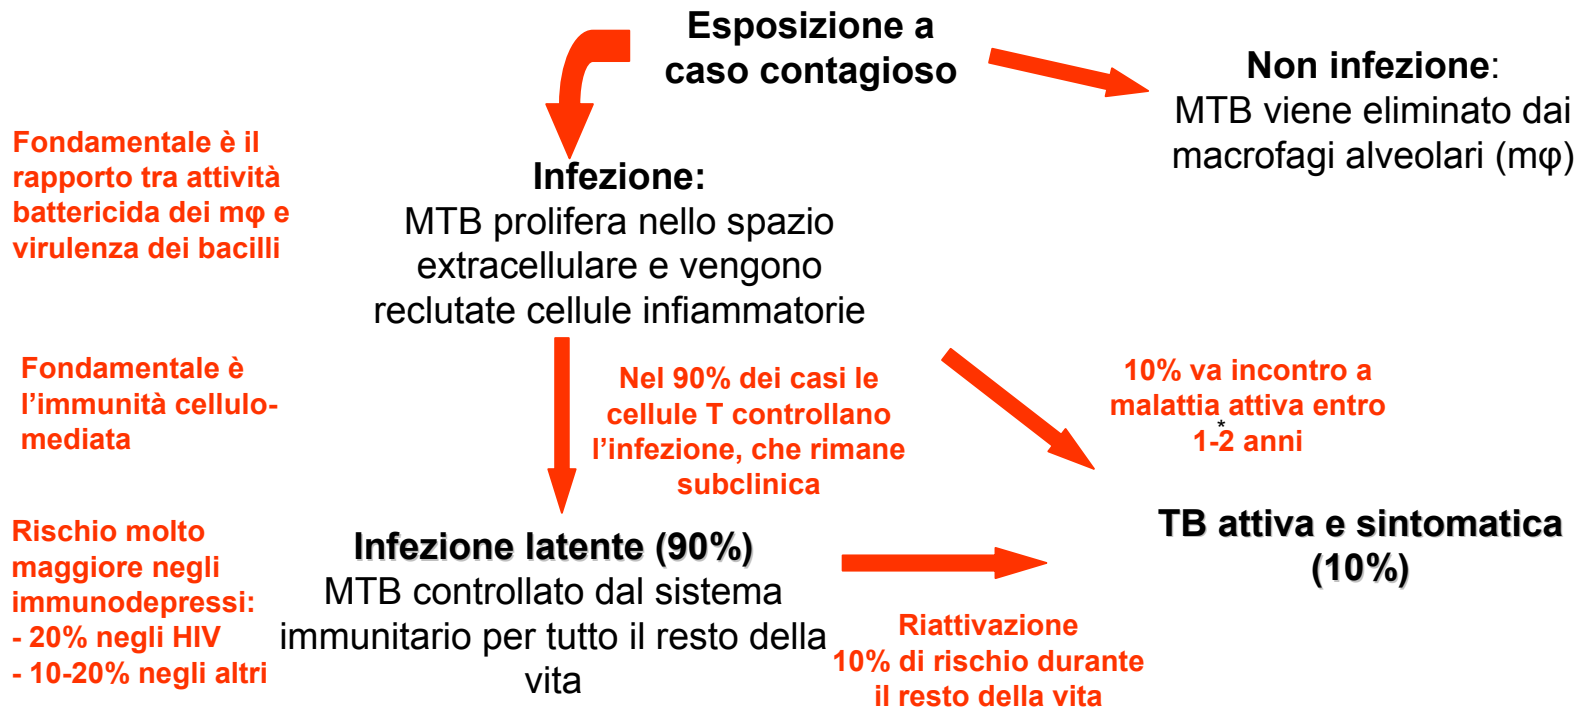 Esposizione a
caso contagioso
Non infezione:
MTB viene eliminato dai
macrofagi alveolari (mφ)
Fondamentale è il
rapporto tra attività
battericida dei mφ e
virulenza dei bacilli
Infezione:
MTB prolifera nello spazio
extracellulare e vengono
reclutate cellule infiammatorie
Fondamentale è
l’immunità cellulo-
mediata
Nel 90% dei casi le
cellule T controllano
l’infezione, che rimane
subclinica
10% va incontro a
malattia attiva entro
*
1-2 anni
Rischio molto
maggiore negli
immunodepressi:
- 20% negli HIV
- 10-20% negli altri
Infezione latente (90%)
MTB controllato dal sistema
immunitario per tutto il resto della
vita
TB attiva e sintomatica
(10%)
Riattivazione
10% di rischio durante
il resto della vita